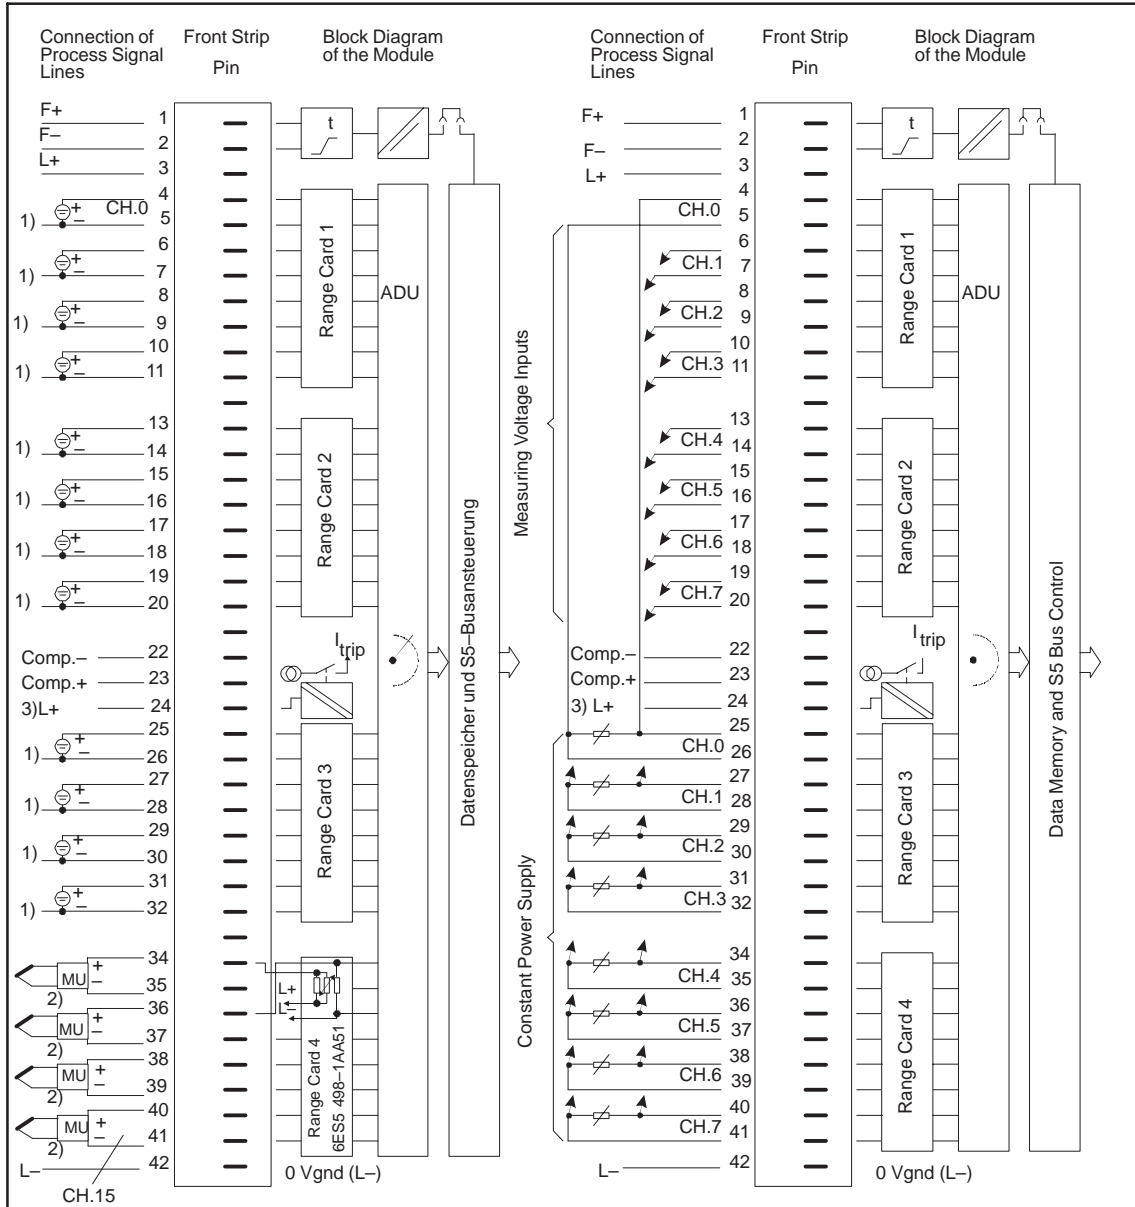 Connection of
Process Signal
Lines
Front Strip
Pin
Block Diagram
of the Module
F+
1
F–
2
L+
3
t
4
CH.0
1)
+
–
5
6
1)
+
–
7
8
1)
+
–
9
10
1)
+
–
11
Range Card 1
ADU
13
1)
+
–
14
15
1)
+
–
16
17
1)
+
–
18
19
1)
+
–
20
Range Card 2
Itrip
Comp.–
22
Comp.+
23
3)L+
24
25
1)
+
–
26
27
1)
+
–
28
29
1)
+
–
30
31
1)
+
–
32
Range Card 3
34
MU
+
–
2)
35
36
MU
+
–
2)
37
38
MU
+
–
2)
39
40
MU
+
–
2)
41
L–
42
CH.15
L+
L–
Range Card 4
6ES5 498–1AA51
0 Vgnd (L–)
Datenspeicher und S5–Busansteuerung
Connection of
Process Signal
Lines
Front Strip
Pin
Block Diagram
of the Module
F+
1
F–
2
L+
3
t
4
CH.0
5
6
CH.1
7
8
CH.2
9
10
CH.3
11
Range Card 1
ADU
Measuring Voltage Inputs
13
CH.4
14
15
CH.5
16
17
CH.6
18
19
CH.7
20
Range Card 2
Itrip
Comp.–
22
Comp.+
23
3) L+
24
25
CH.0
26
27
CH.1
28
29
CH.2
30
31
CH.3
32
Range Card 3
Constant Power Supply
34
CH.4
35
36
CH.5
37
38
CH.6
39
40
CH.7
41
Range Card 4
L–
42
0 Vgnd (L–)
Data Memory and S5 Bus Control